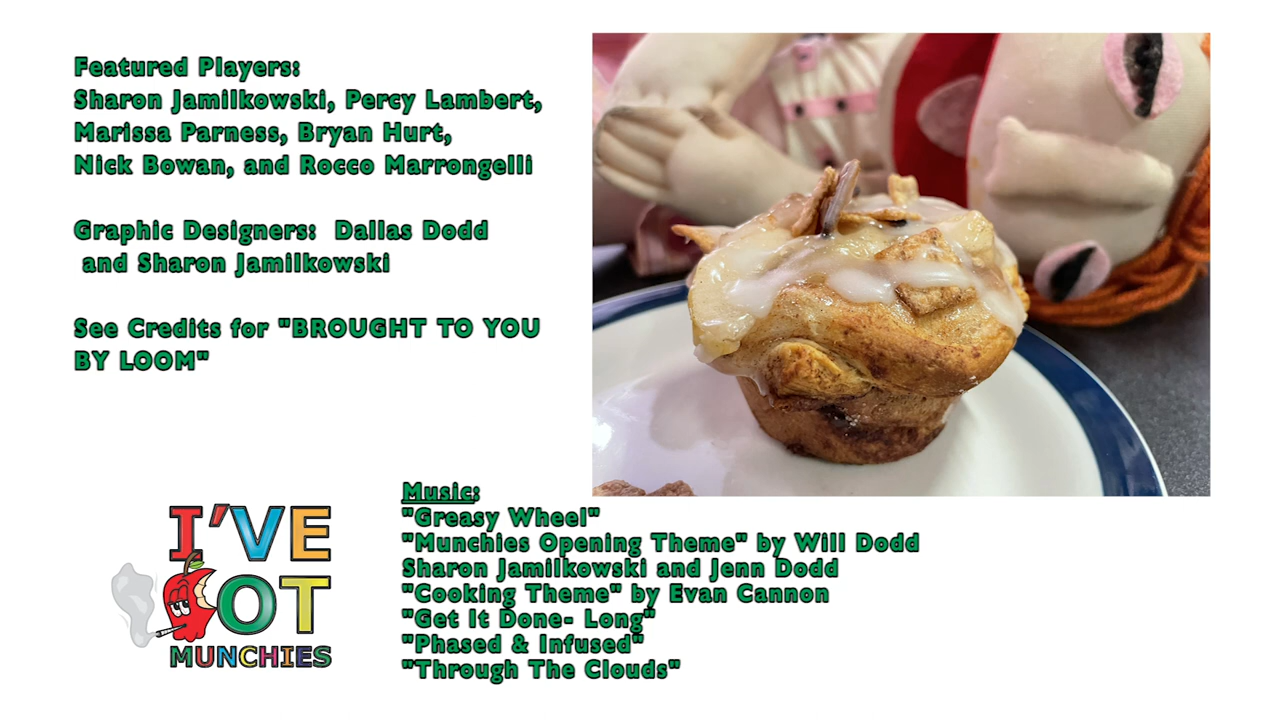 Featured Players:
Sharon Jamilkowski, Percy Lambert,
Marissa Parness, Bryan Hurt,
Nick Bowan, and Rocco Marrongelli
Graphic Designers:  Dallas Dodd
and Sharon Jamilkowski
See Credits for "BROUGHT TO YOU
BY LOOM"
I'VE
GOT
MUNCHIES
Music:
"Greasy Wheel"
"Munchies Opening Theme" by Will Dodd
Sharon Jamilkowski and Jenn Dodd
"Cooking Theme" by Evan Cannon
"Get It Done- Long"
"Phased & Infused"
"Through The Clouds"